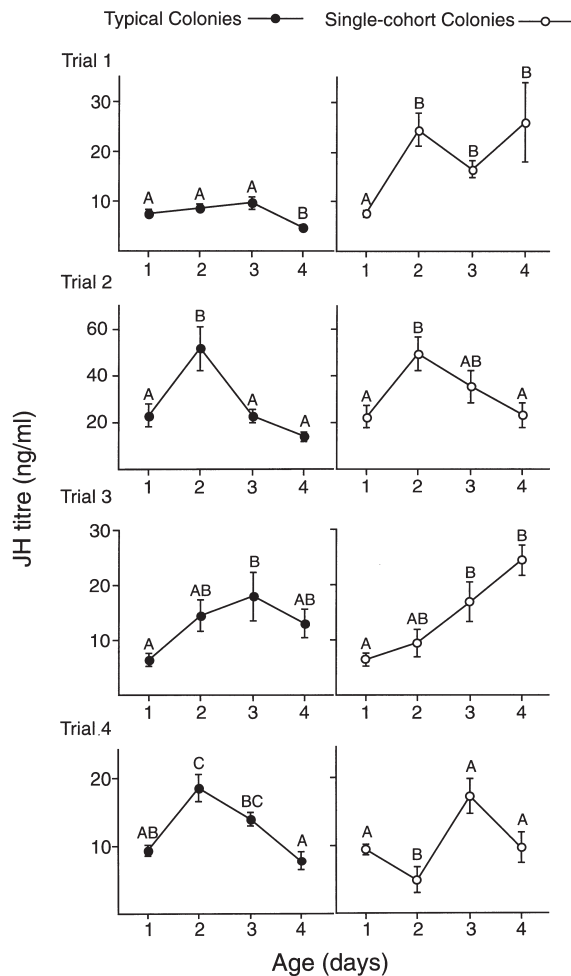 Typical Colonies Single-cohort Colonies
Trial 1
30
20
10
A A A B
A B B B
1 2 3 4 1 2 3 4
Trial 2
60
40
20
A B A A
A B AB A
1 2 3 4 1 2 3 4
Trial 3
30
20
10
A AB B AB
A AB B B
1 2 3 4 1 2 3 4
Trial.4
20
10
AB C BC A
A B A A
1 2 3 4 1 2 3 4
JH titre (ng/ml)
Age (days)